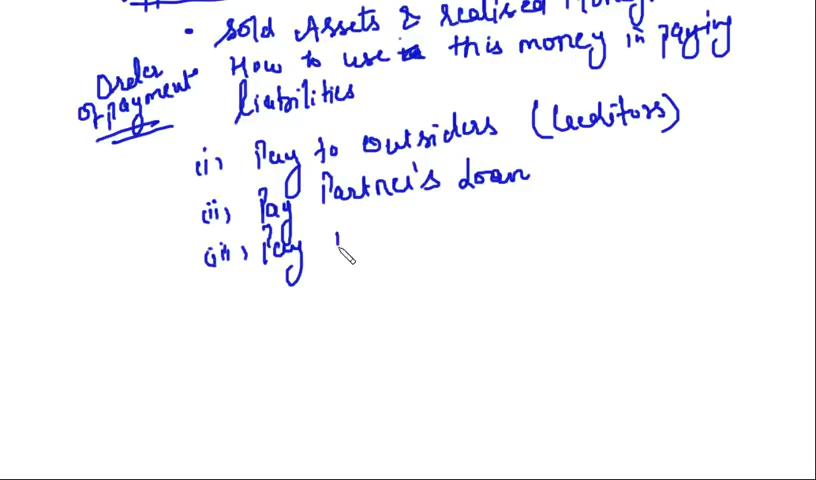 • Sold Assets & realised Money
Order of payment
• How to use this money in paying
liabilities
(i) Pay to Outsiders (Creditors)
(ii) Pay Partner's Loan
(iii) Pay